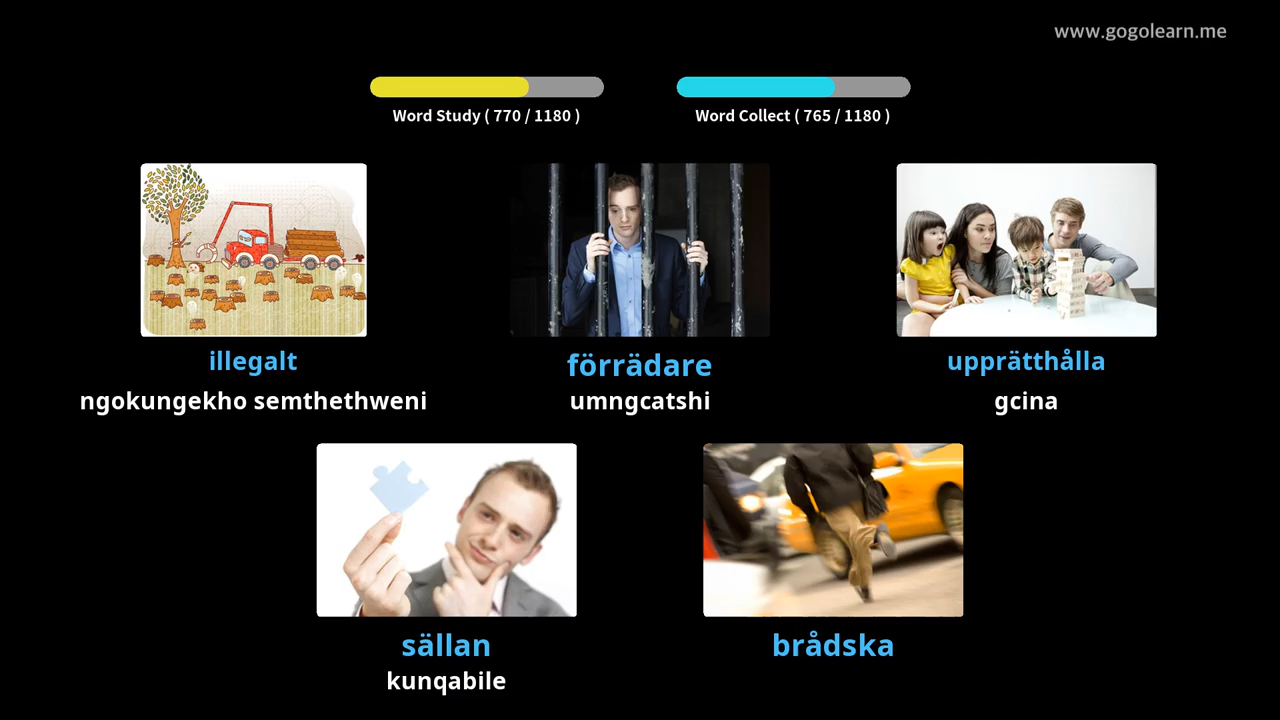 www.gogolearn.me
Word Study ( 770 / 1180 )
Word Collect ( 765 / 1180 )
illegalt
förrädare
upprätthålla
ngokungekho semthethweni
umngcatshi
gcina
sällan
brådska
kunqabile